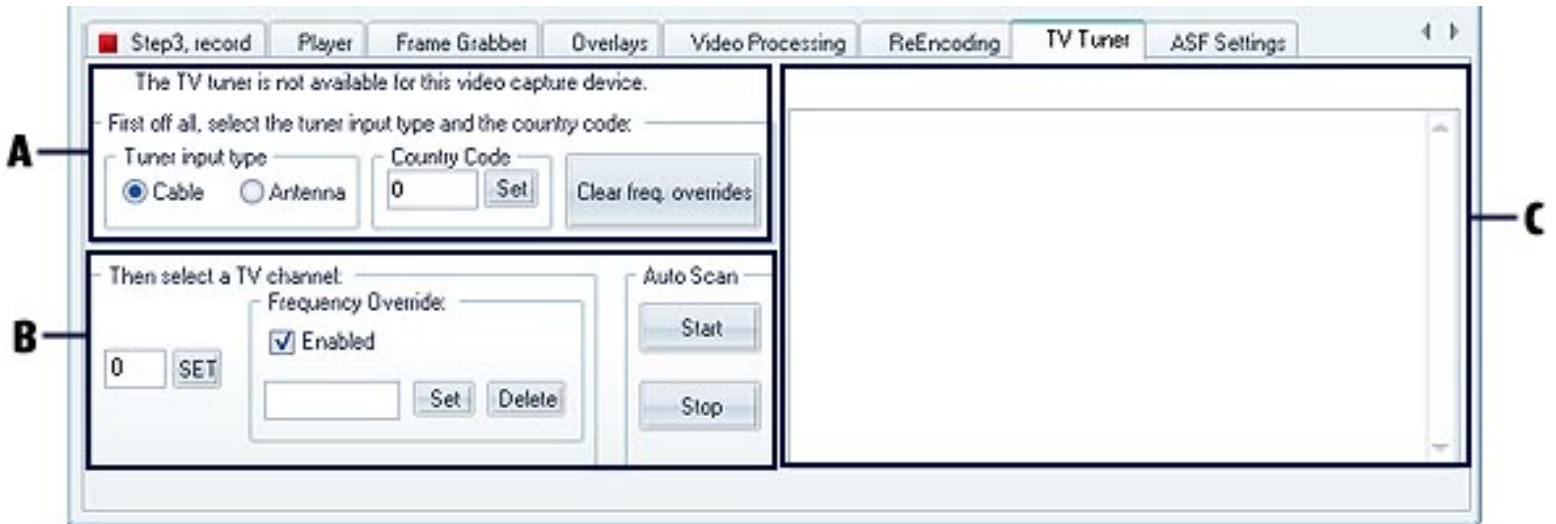 Step3, record Player Frame Grabber Overlays Video Processing ReEncoding TV Tuner ASF Settings
The TV tuner is not available for this video capture device.
First off all, select the tuner input type and the country code:
A
Tuner input type Country Code
Cable Antenna 0 Set Clear freq. overrides
C
Then select a TV channel: Auto Scan
Frequency Override:
B
Enabled Start
0 SET
Set Delete Stop